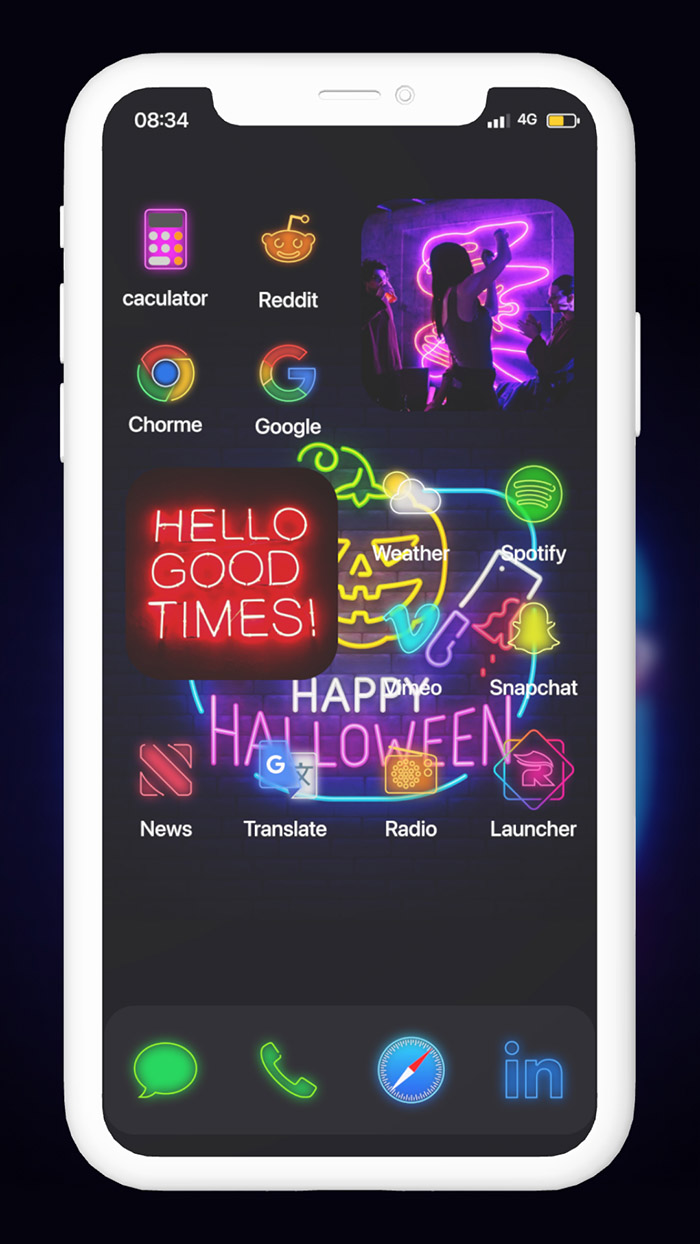 08:34
4G
caculator
Reddit
Chorme
Google
HELLO
GOOD
TIMES!
Weather
Spotify
Vimeo
Snapchat
HAPPY
HALLOWEEN
G
文
R
News
Translate
Radio
Launcher
in